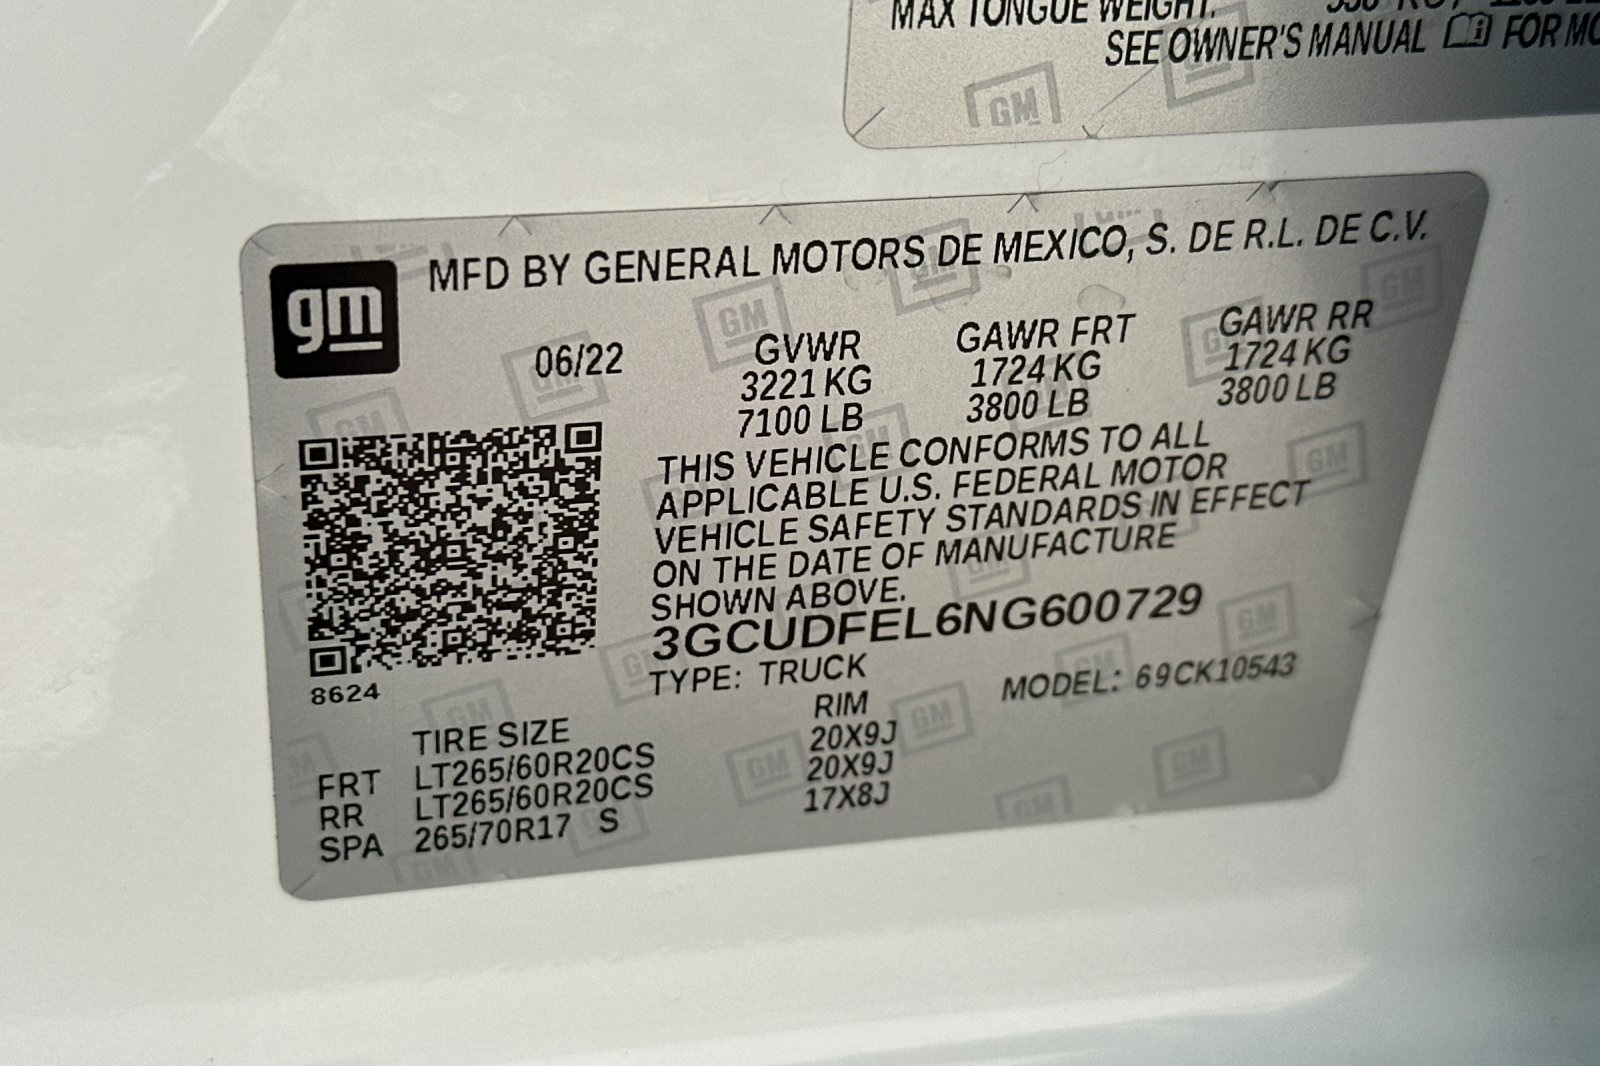 MAX TONGUE WEIGHT:
SEE OWNER'S MANUAL FOR MO
MFD BY GENERAL MOTORS DE MEXICO, S. DE R.L. DE C.V.
gm
06/22
GVWR GAWR FRT GAWR RR
3221 KG 1724 KG 1724 KG
7100 LB 3800 LB 3800 LB
THIS VEHICLE CONFORMS TO ALL
APPLICABLE U.S. FEDERAL MOTOR
VEHICLE SAFETY STANDARDS IN EFFECT
ON THE DATE OF MANUFACTURE
SHOWN ABOVE.
3GCUDFEL6NG600729
TYPE: TRUCK MODEL: 69CK10543
8624
TIRE SIZE RIM
FRT LT265/60R20CS 20X9J
RR LT265/60R20CS 20X9J
SPA 265/70R17 S 17X8J